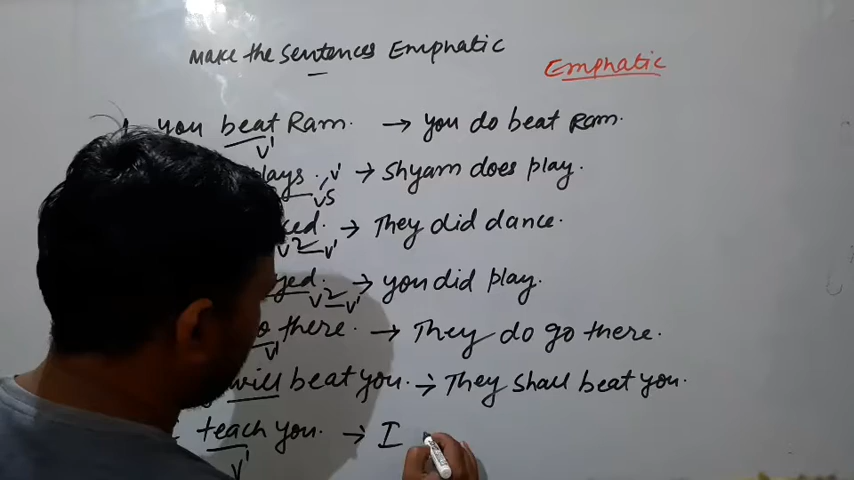 Make the Sentences Emphatic
Emphatic
you beat Ram. → you do beat Ram.
V'
plays. V' → Shyam does play.
VS
ced. → They did dance.
V² V'
yed. → you did play.
V² V'
there. → They do go there.
V'
will beat you. → They shall beat you.
teach you. → I
V'